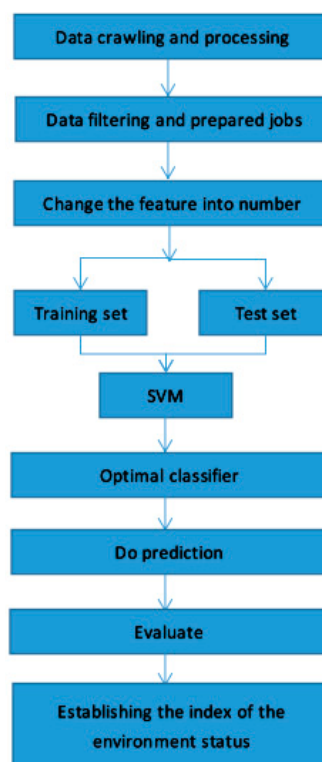 Data crawling and processing
Data filtering and prepared jobs
Change the feature into number
Training set
Test set
SVM
Optimal classifier
Do prediction
Evaluate
Establishing the index of the
environment status